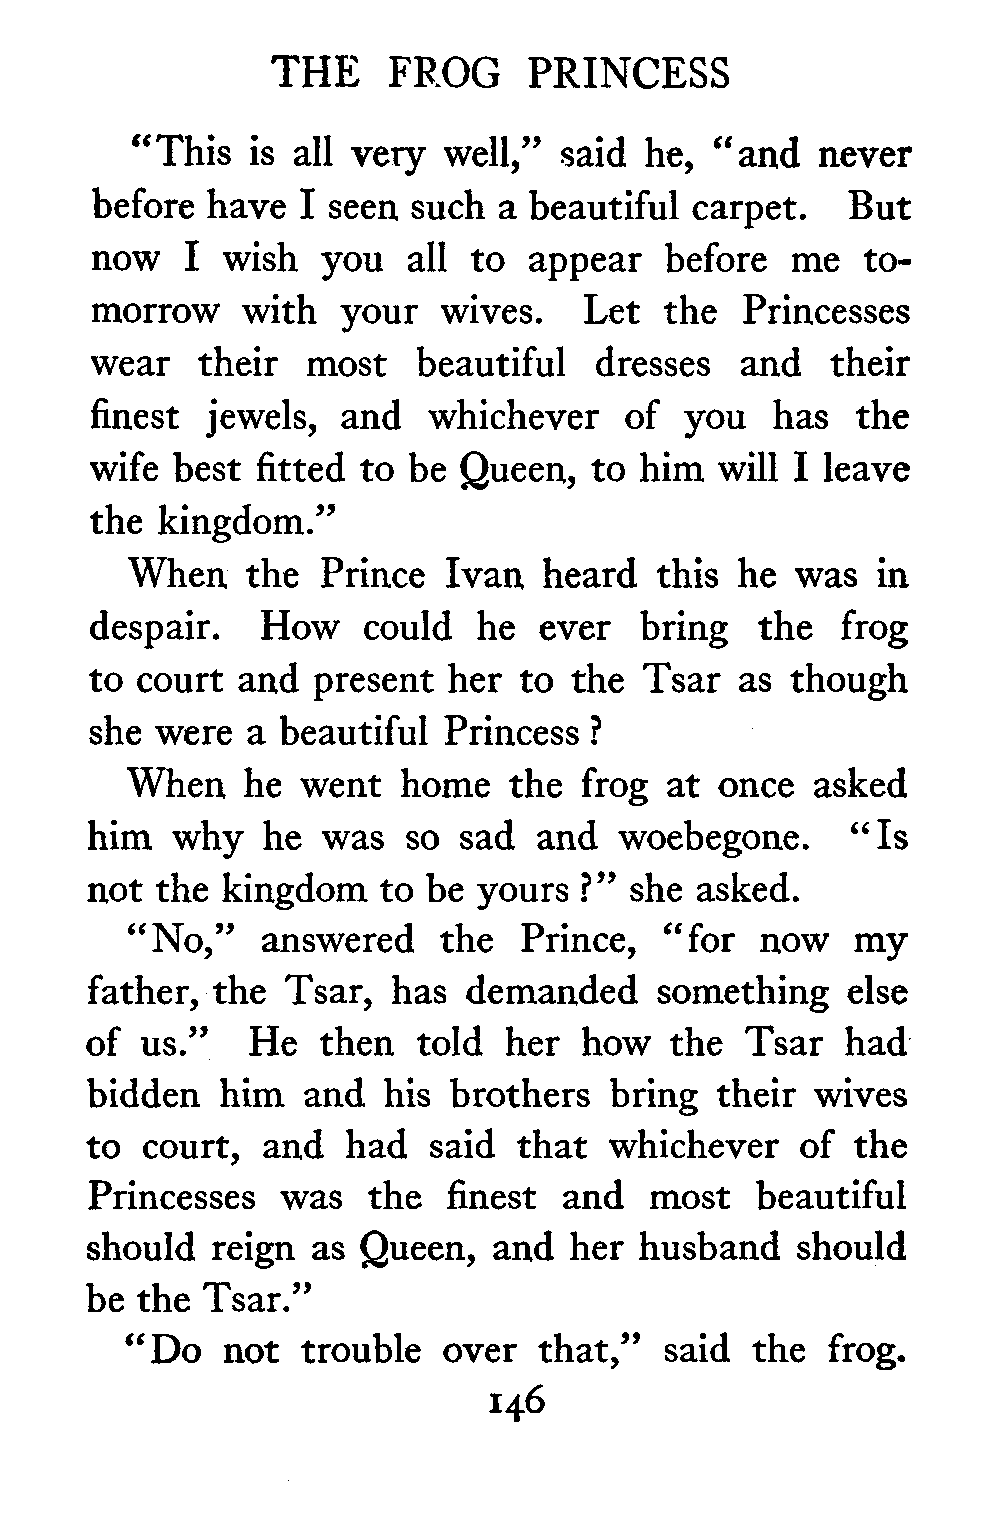 THE FROG PRINCESS
“This is all very well,” said he, “and never
before have I seen such a beautiful carpet. But
now I wish you all to appear before me to-
morrow with your wives. Let the Princesses
wear their most beautiful dresses and their
finest jewels, and whichever of you has the
wife best fitted to be Queen, to him will I leave
the kingdom.”
When the Prince Ivan heard this he was in
despair. How could he ever bring the frog
to court and present her to the Tsar as though
she were a beautiful Princess ?
When he went home the frog at once asked
him why he was so sad and woebegone. “Is
not the kingdom to be yours ?” she asked.
“No,” answered the Prince, “for now my
father, the Tsar, has demanded something else
of us.” He then told her how the Tsar had
bidden him and his brothers bring their wives
to court, and had said that whichever of the
Princesses was the finest and most beautiful
should reign as Queen, and her husband should
be the Tsar.”
“Do not trouble over that,” said the frog.
146